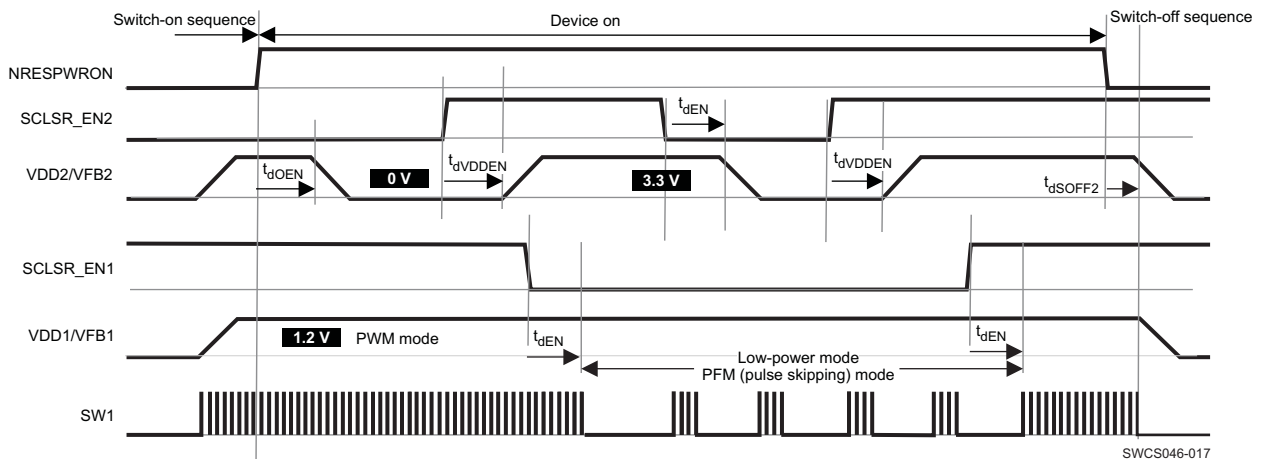 Switch-on sequence
Device on
Switch-off sequence
NRESPWRON
SCLSR_EN2
tdEN
VDD2/VFB2
tdOEN
0 V
tdVDDEN
3.3 V
tdVDDEN
tdSOFF2
SCLSR_EN1
VDD1/VFB1
1.2 V PWM mode
tdEN
tdEN
Low-power mode
PFM (pulse skipping) mode
SW1
SWCS046-017